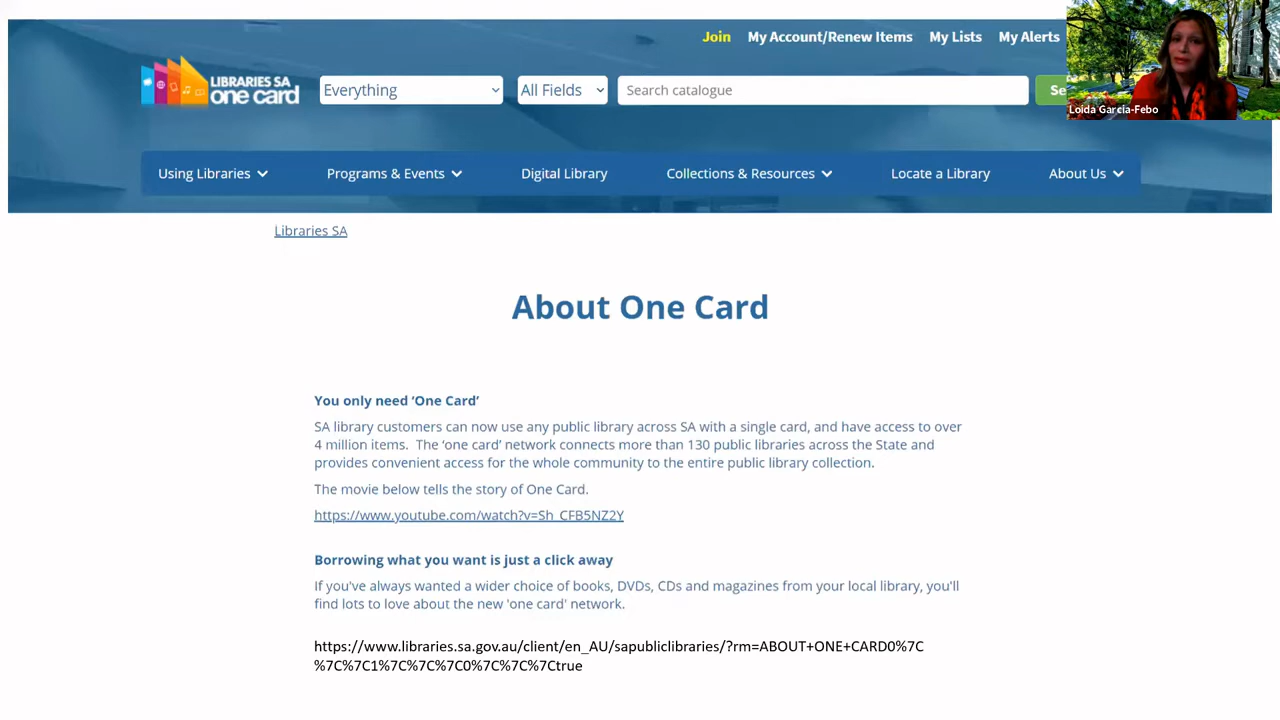 Join My Account/Renew Items My Lists My Alerts
LIBRARIES SA
one card
Everything All Fields Search catalogue Se
Loida Garcia-Febo
Using Libraries Programs & Events Digital Library Collections & Resources Locate a Library About Us
Libraries SA
About One Card
You only need ‘One Card’
SA library customers can now use any public library across SA with a single card, and have access to over
4 million items. The ‘one card’ network connects more than 130 public libraries across the State and
provides convenient access for the whole community to the entire public library collection.
The movie below tells the story of One Card.
https://www.youtube.com/watch?v=Sh_CFB5NZ2Y
Borrowing what you want is just a click away
If you've always wanted a wider choice of books, DVDs, CDs and magazines from your local library, you'll
find lots to love about the new 'one card' network.
https://www.libraries.sa.gov.au/client/en_AU/sapubliclibraries/?rm=ABOUT+ONE+CARD0%7C
%7C%7C1%7C%7C%7C0%7C%7C%7Ctrue